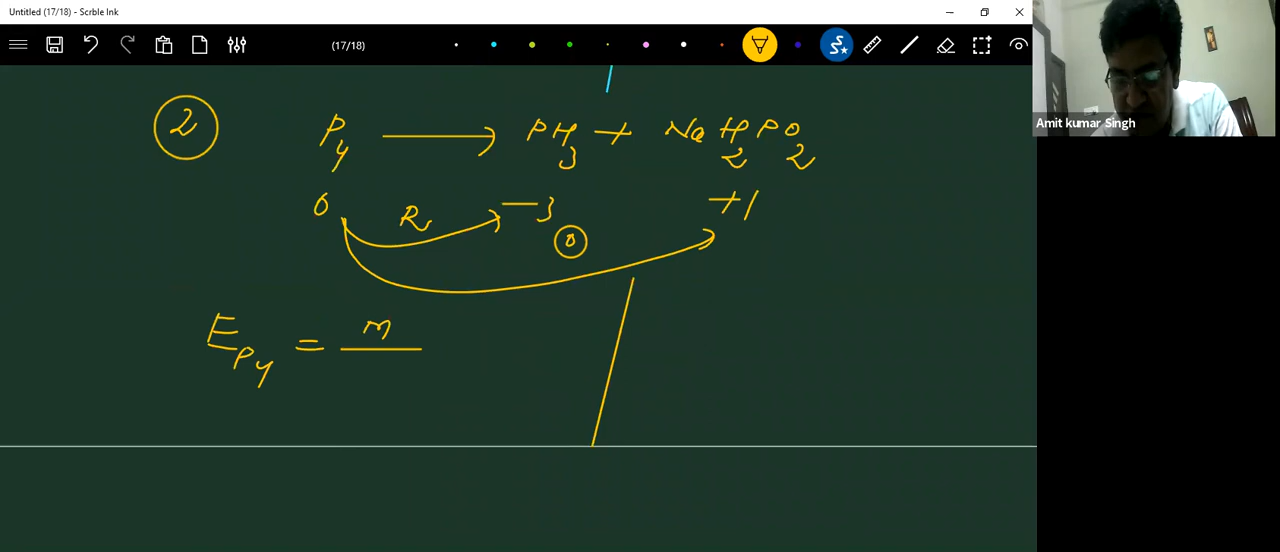 Untitled (17/18) - Scrble Ink
(17/18)
Amit kumar Singh
2 P4 → PH3 + NaH2PO2
0 R -3 0 +1
EP4 = M